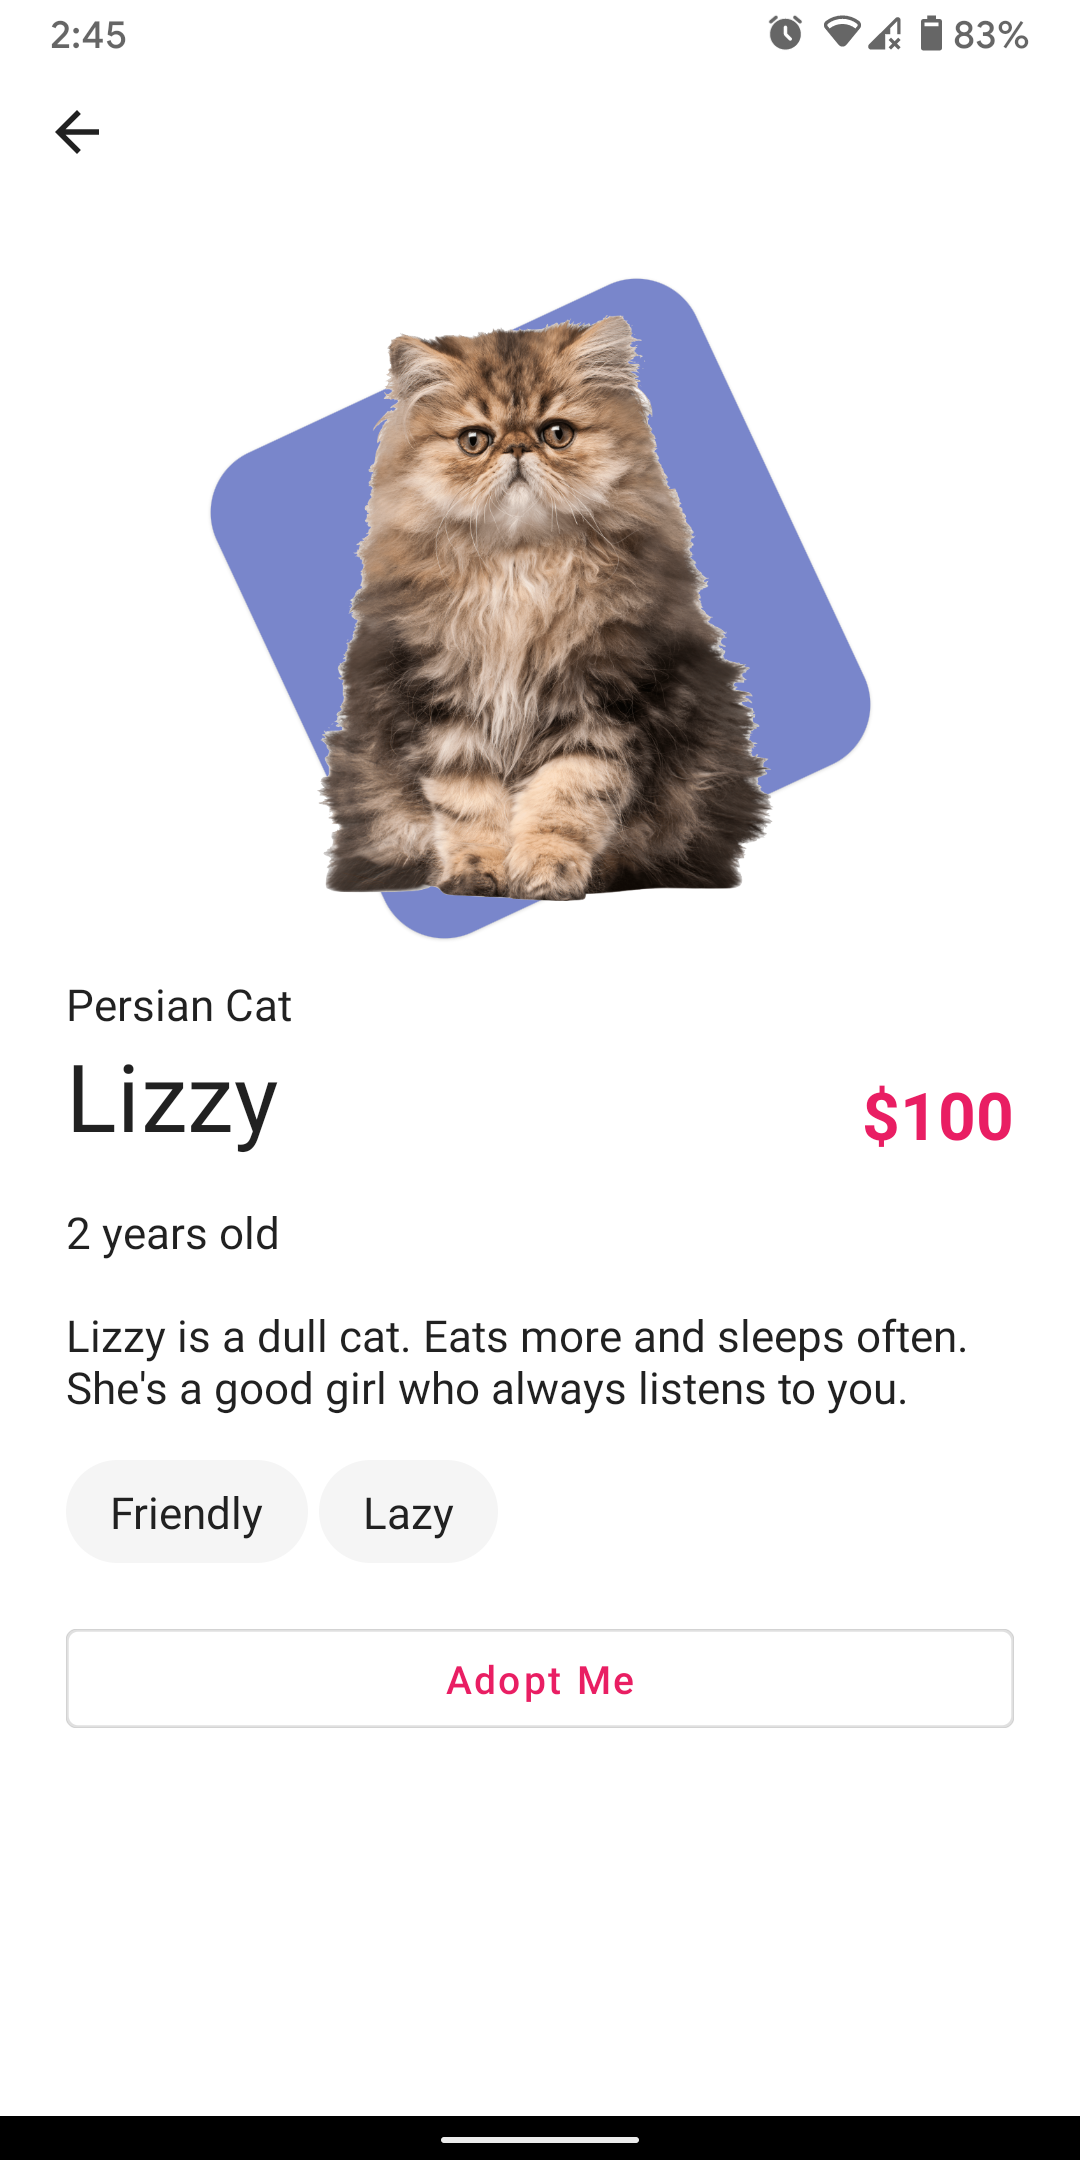 2:45
83%
Persian Cat
Lizzy
$100
2 years old
Lizzy is a dull cat. Eats more and sleeps often.
She's a good girl who always listens to you.
Friendly
Lazy
Adopt Me